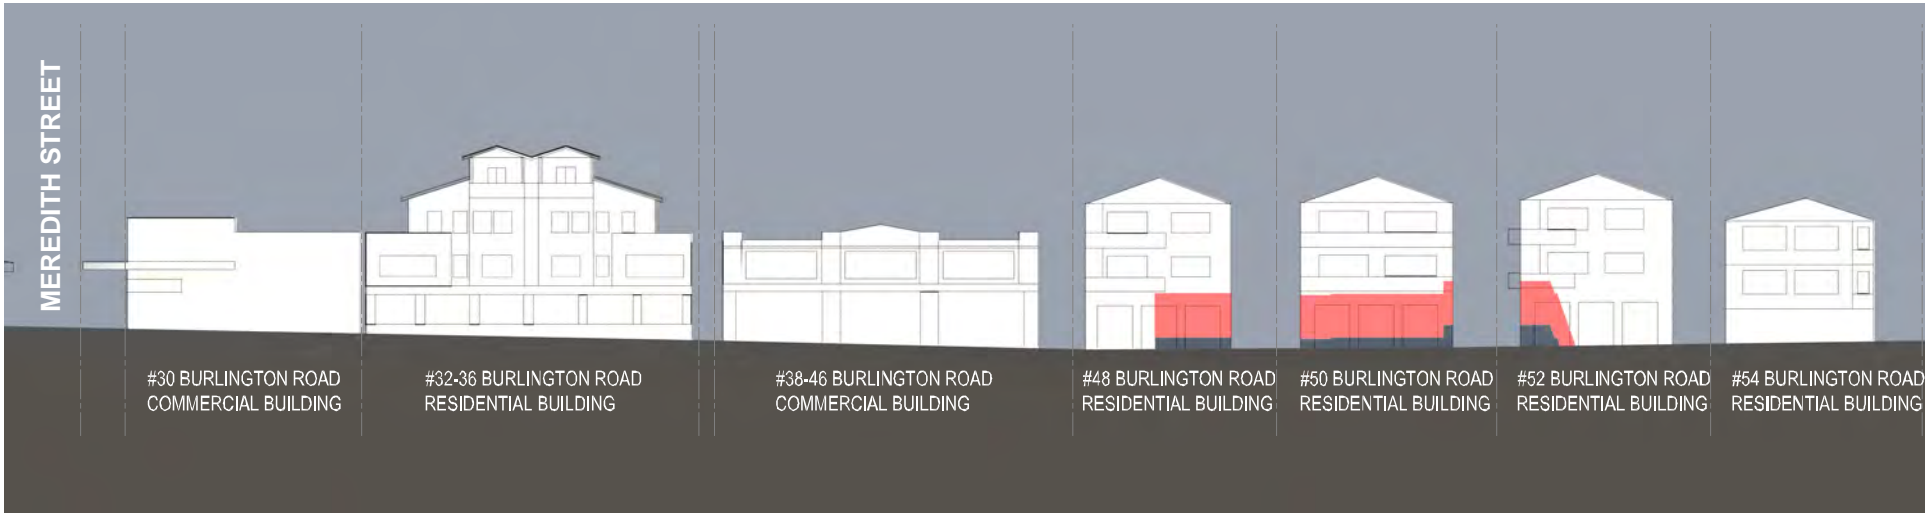 MEREDITH STREET
#30 BURLINGTON ROAD
COMMERCIAL BUILDING
#32-36 BURLINGTON ROAD
RESIDENTIAL BUILDING
#38-46 BURLINGTON ROAD
COMMERCIAL BUILDING
#48 BURLINGTON ROAD
RESIDENTIAL BUILDING
#50 BURLINGTON ROAD
RESIDENTIAL BUILDING
#52 BURLINGTON ROAD
RESIDENTIAL BUILDING
#54 BURLINGTON ROAD
RESIDENTIAL BUILDING